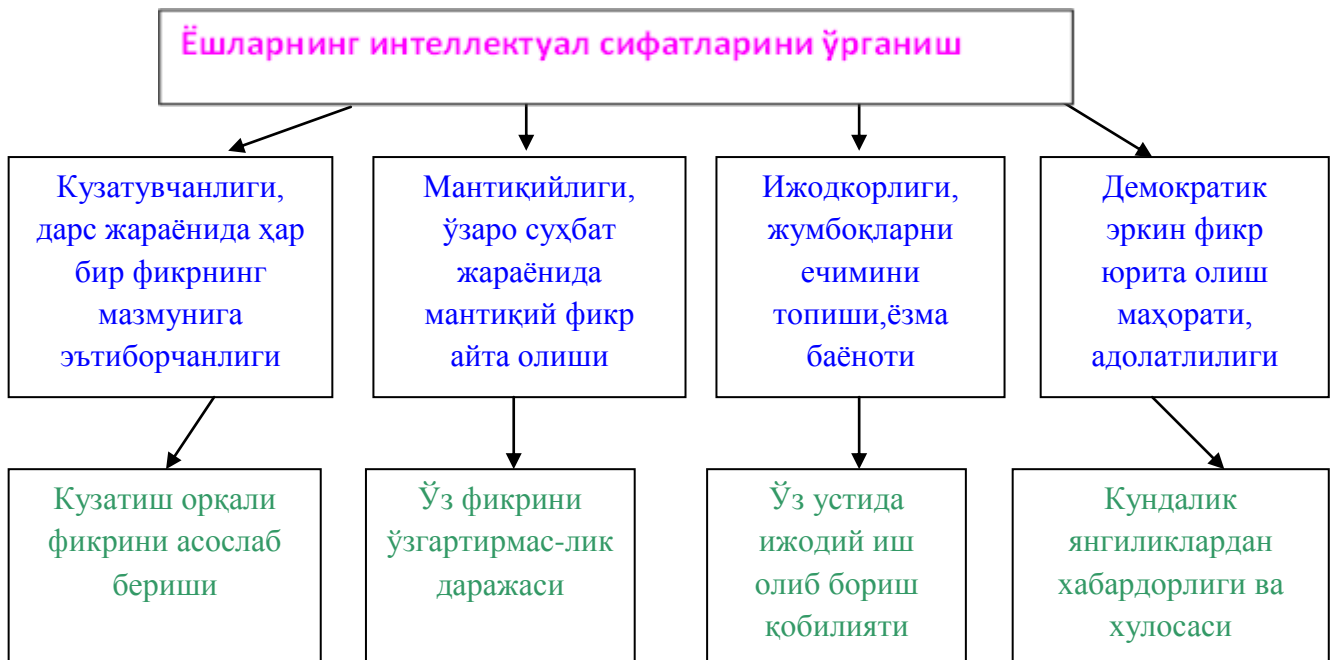 Ёшларнинг интеллектуал сифатларини ўрганиш
Кузатувчанлиги,
дарс жараёнида ҳар
бир фикрнинг
мазмунига
эътиборчанлиги
Мантиқийлиги,
ўзаро суҳбат
жараёнида
мантиқий фикр
айта олиши
Ижодкорлиги,
жумбоқларни
ечимини
топиши,ёзма
баёноти
Демократик
эркин фикр
юрита олиш
маҳорати,
адолатлилиги
Кузатиш орқали
фикрини асослаб
бериши
Ўз фикрини
ўзгартирмас-лик
даражаси
Ўз устида
ижодий иш
олиб бориш
қобилияти
Кундалик
янгиликлардан
хабардорлиги ва
хулосаси